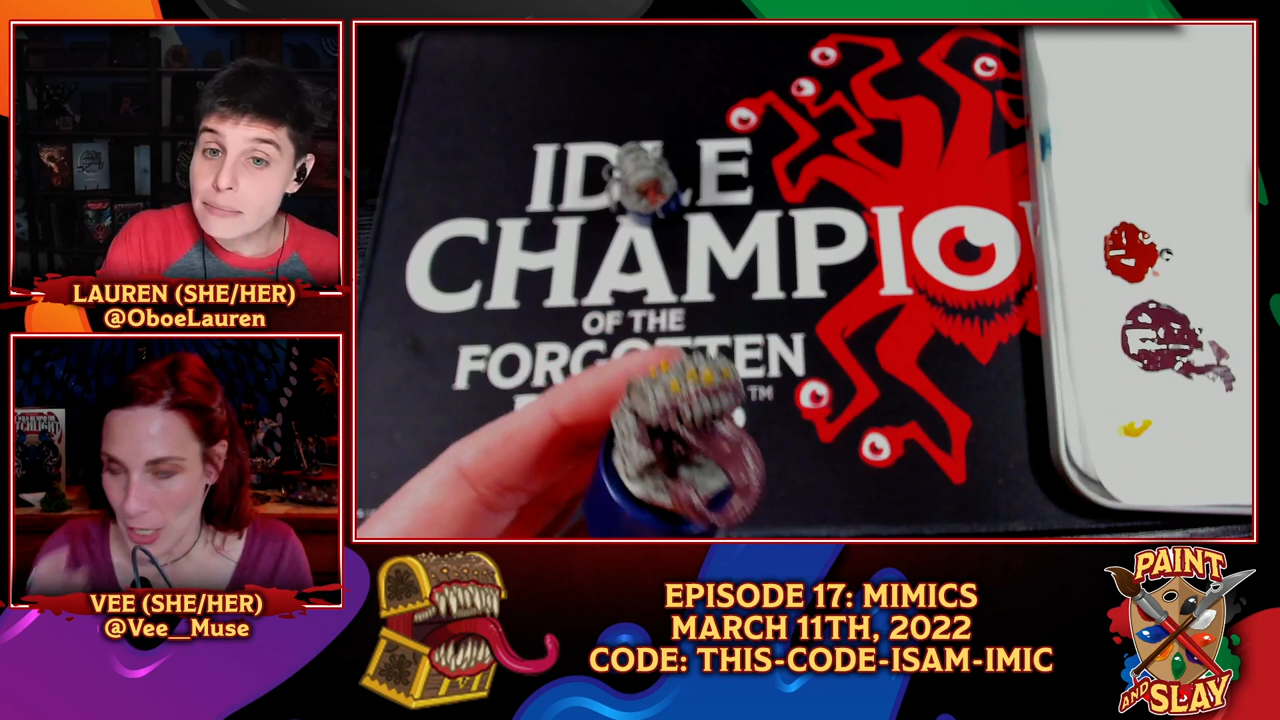 LAUREN (SHE/HER)
@OboeLauren
VEE (SHE/HER)
@Vee__Muse
IDLE
CHAMPIO
OF THE
FORGOTTEN
TM
EPISODE 17: MIMICS
MARCH 11TH, 2022
CODE: THIS-CODE-ISAM-IMIC
PAINT
AND SLAY